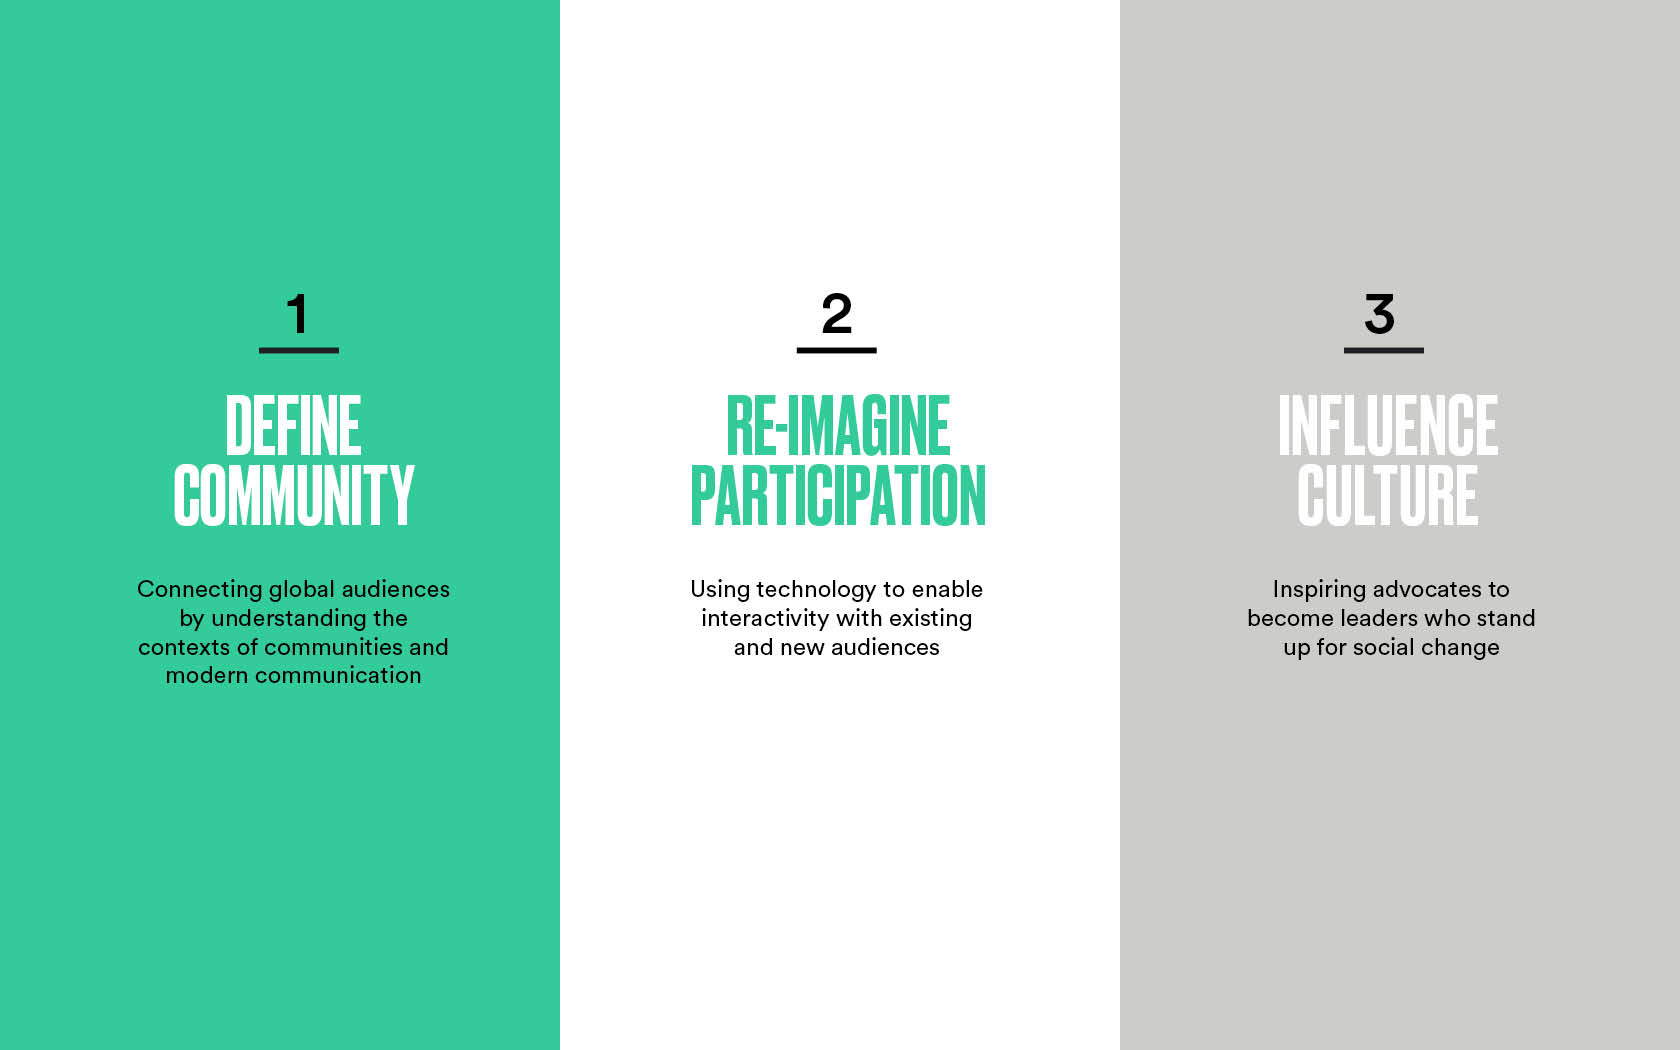 1
DEFINE
COMMUNITY
Connecting global audiences
by understanding the
contexts of communities and
modern communication
2
RE-IMAGINE
PARTICIPATION
Using technology to enable
interactivity with existing
and new audiences
3
INFLUENCE
CULTURE
Inspiring advocates to
become leaders who stand
up for social change